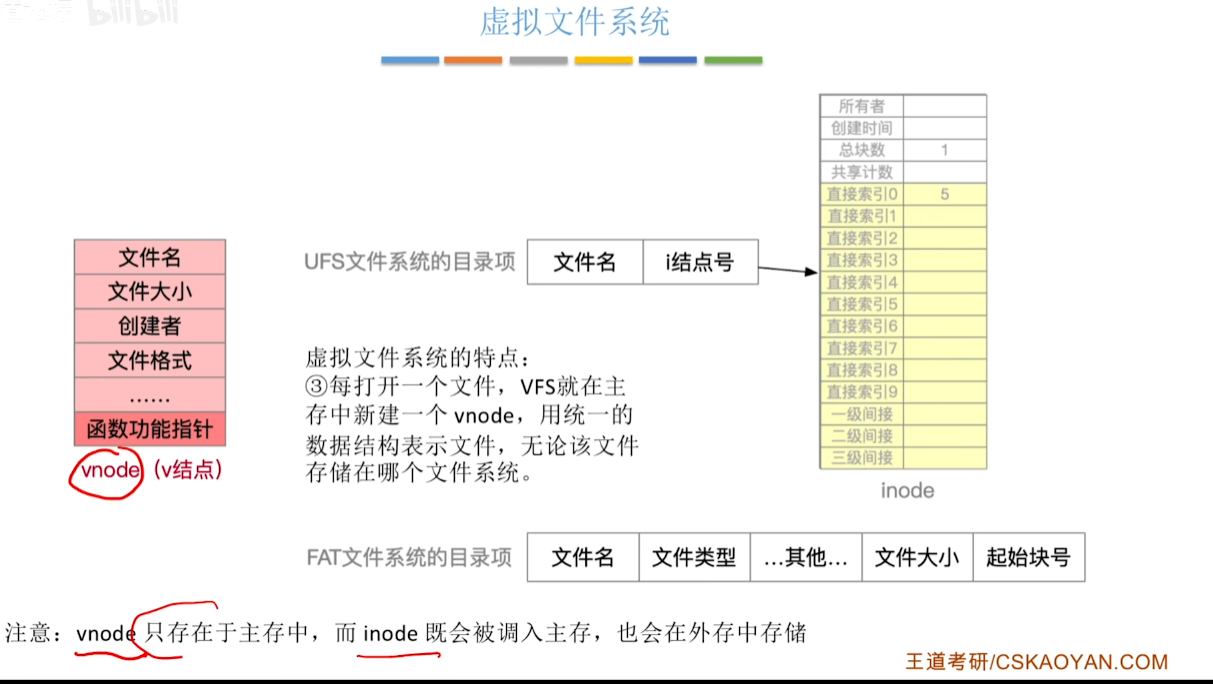 bilibili
虚拟文件系统
所有者
创建时间
总块数 1
共享计数
直接索引0 5
直接索引1
直接索引2
直接索引3
直接索引4
直接索引5
直接索引6
直接索引7
直接索引8
直接索引9
一级间接
二级间接
三级间接
inode
文件名
文件大小
创建者
文件格式
……
函数功能指针
vnode（v结点）
UFS文件系统的目录项 文件名 i结点号
虚拟文件系统的特点：
③每打开一个文件，VFS就在主
存中新建一个 vnode，用统一的
数据结构表示文件，无论该文件
存储在哪个文件系统。
FAT文件系统的目录项 文件名 文件类型 …其他… 文件大小 起始块号
注意：vnode 只存在于主存中，而 inode 既会被调入主存，也会在外存中存储
王道考研/CSKAOYAN.COM